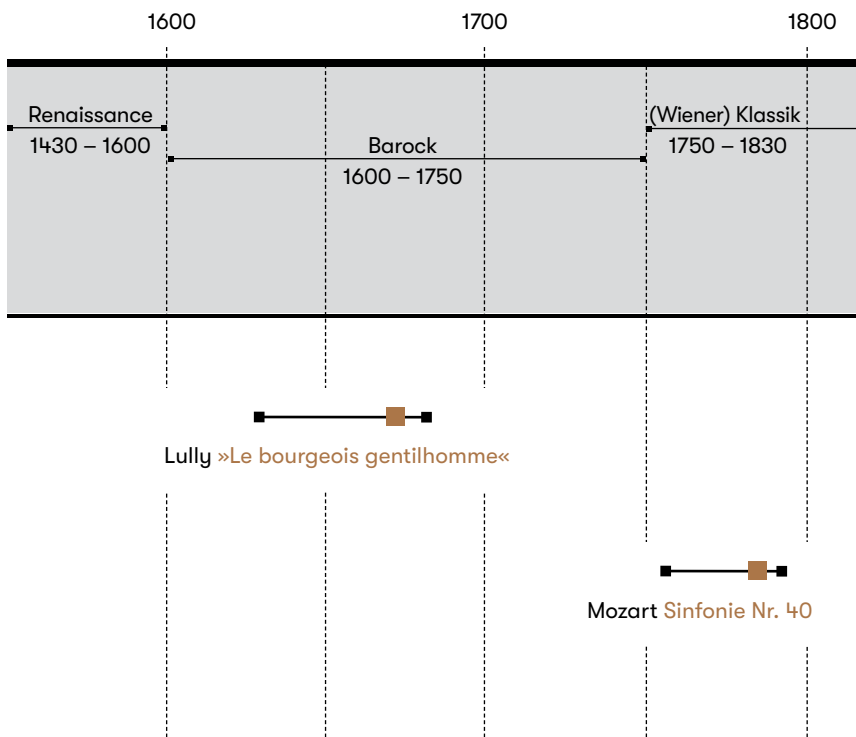 1600 1700 1800
Renaissance
1430 – 1600
Barock
1600 – 1750
(Wiener) Klassik
1750 – 1830
Lully »Le bourgeois gentilhomme«
Mozart Sinfonie Nr. 40